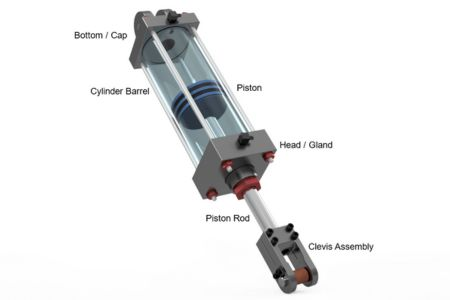 Bottom / Cap
Cylinder Barrel
Piston
Head / Gland
Piston Rod
Clevis Assembly